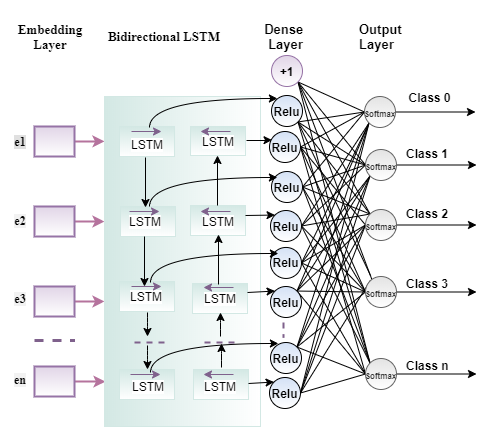 Embedding
Layer
Bidirectional LSTM
Dense
Layer
Output
Layer
+1
Relu
Softmax
Class 0
e1
LSTM
LSTM
Relu
Softmax
Class 1
Relu
e2
LSTM
LSTM
Relu
Softmax
Class 2
Relu
e3
LSTM
LSTM
Relu
Softmax
Class 3
Relu
Softmax
Class n
en
LSTM
LSTM
Relu